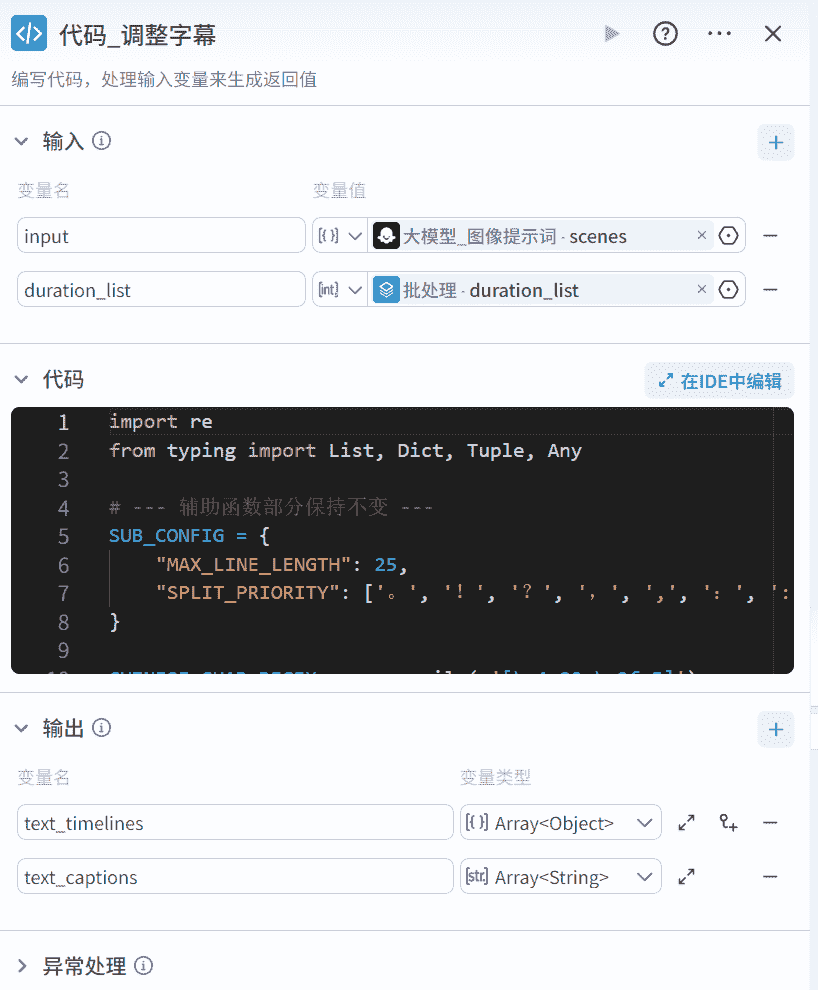 代码_调整字幕
编写代码，处理输入变量来生成返回值
输入
变量名 变量值
input [{}] 大模型_图像提示词 - scenes
duration_list [int] 批处理 - duration_list
代码 在IDE中编辑
1 import re
2 from typing import List, Dict, Tuple, Any
3
4 # --- 辅助函数部分保持不变 ---
5 SUB_CONFIG = {
6 "MAX_LINE_LENGTH": 25,
7 "SPLIT_PRIORITY": ['。', '！', '？', '，', ',', '：', ':
8 }
9
输出
变量名 变量类型
text_timelines [{}] Array<Object>
text_captions [str] Array<String>
异常处理